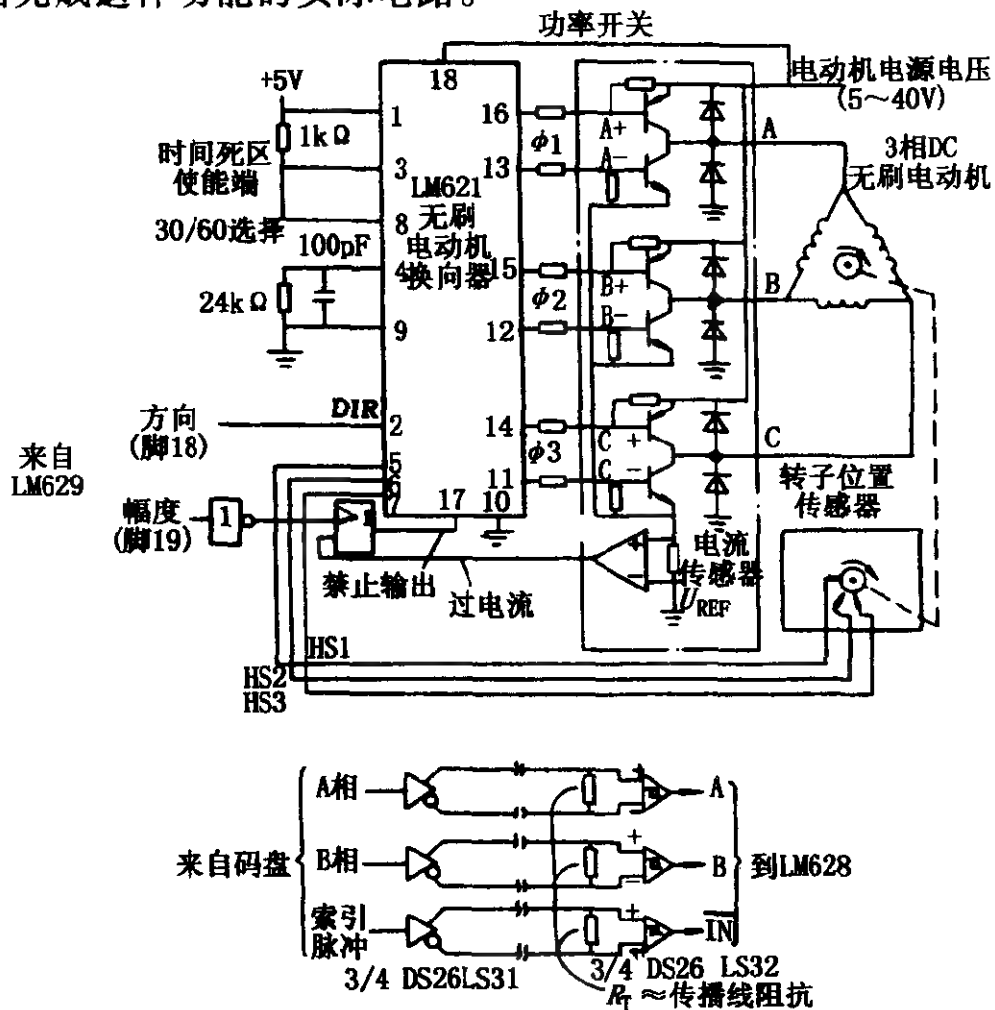 功率开关
+5V
18
电动机电源电压
(5～40V)
1
16
A+
A
1kΩ
ϕ1
时间死区
使能端
3
13
A-
3相DC
无刷电动机
LM621
无刷
电动机
换向器
30/60选择
8
100pF
4
15
B+
B
24kΩ
ϕ2
9
12
B-
方向
(脚18)
DIR
2
14
C +
C
ϕ3
来自
LM629
5
6
7
11
C -
转子位置
传感器
幅度
(脚19)
1
17
10
+
-
电流
传感器
UREF
禁止输出
过电流
HS1
HS2
HS3
A相
+
A
来自码盘
B相
+
-
B
到LM628
索引
脉冲
+
IN
3/4 DS26LS31
3/4 DS26 LS32
RT ≈传播线阻抗